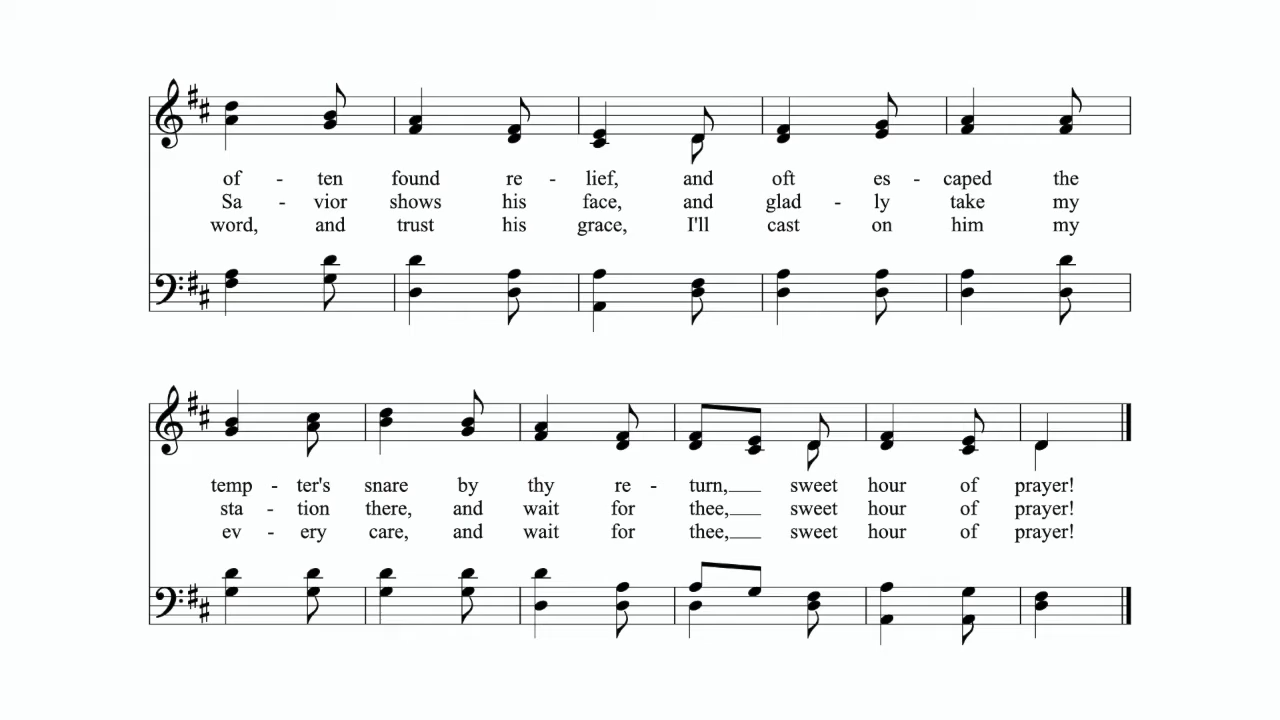 of - ten found re - lief, and oft es - caped the
Sa - vior shows his face, and glad - ly take my
word, and trust his grace, I'll cast on him my
temp - ter's snare by thy re - turn,___ sweet hour of prayer!
sta - tion there, and wait for thee,___ sweet hour of prayer!
ev - ery care, and wait for thee,___ sweet hour of prayer!